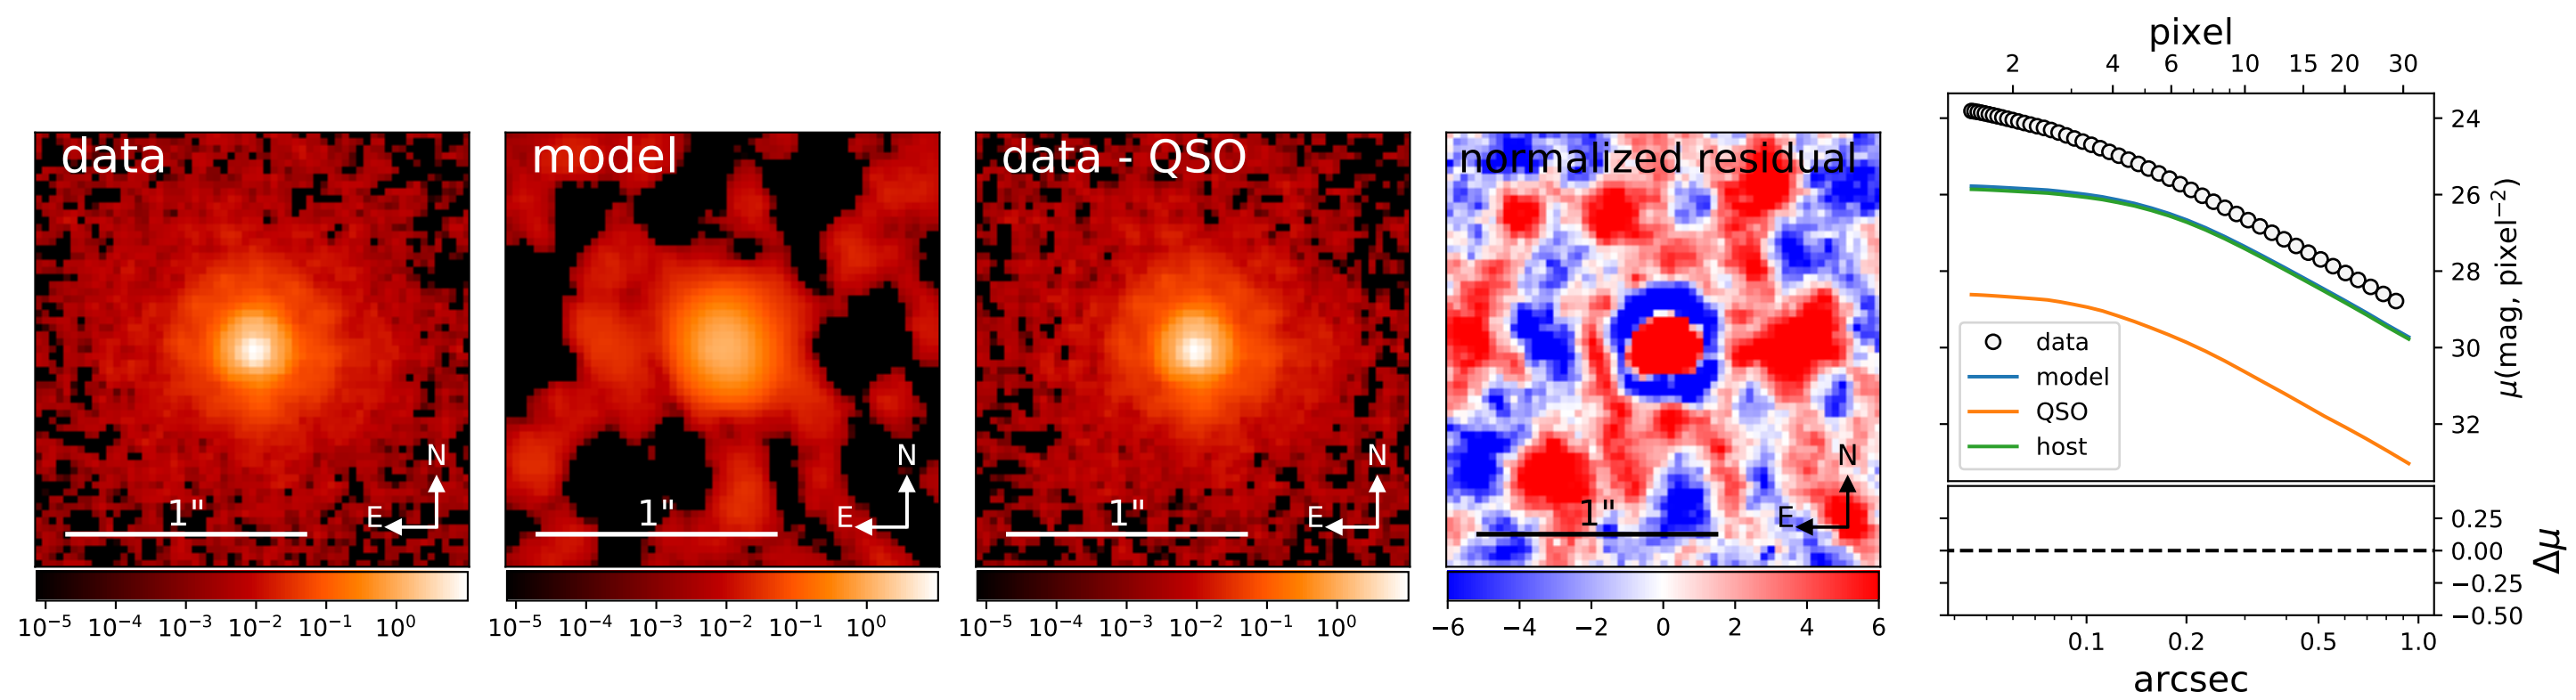 data
1"
N
E
10⁻⁵ 10⁻⁴ 10⁻³ 10⁻² 10⁻¹ 10⁰
model
1"
N
E
10⁻⁵ 10⁻⁴ 10⁻³ 10⁻² 10⁻¹ 10⁰
data - QSO
1"
N
E
10⁻⁵ 10⁻⁴ 10⁻³ 10⁻² 10⁻¹ 10⁰
normalized residual
1"
N
E
−6 −4 −2 0 2 4 6
pixel
2 4 6 10 15 20 30
24
26
28
30
32
μ(mag, pixel⁻²)
data
model
QSO
host
0.25
0.00
−0.25
−0.50
Δμ
0.1 0.2 0.5 1.0
arcsec